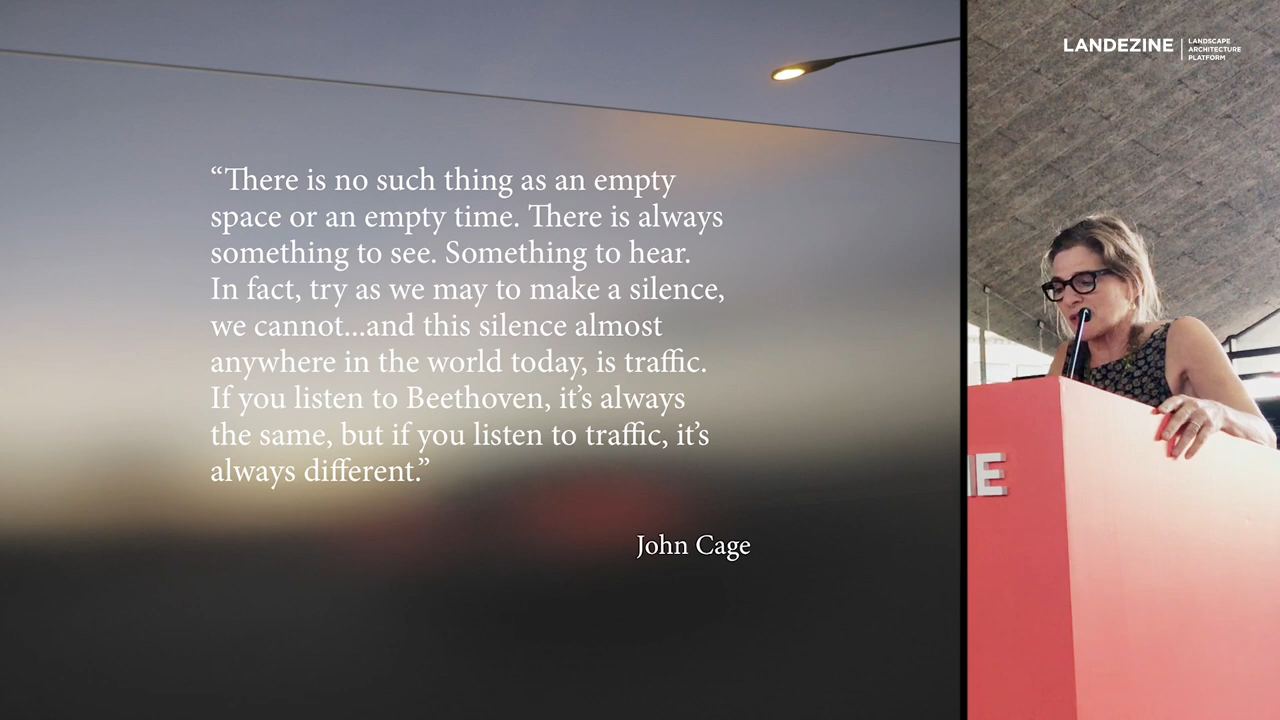 “There is no such thing as an empty
space or an empty time. There is always
something to see. Something to hear.
In fact, try as we may to make a silence,
we cannot...and this silence almost
anywhere in the world today, is traffic.
If you listen to Beethoven, it’s always
the same, but if you listen to traffic, it’s
always different.”
John Cage
LANDEZINE
LANDSCAPE
ARCHITECTURE
PLATFORM
IE